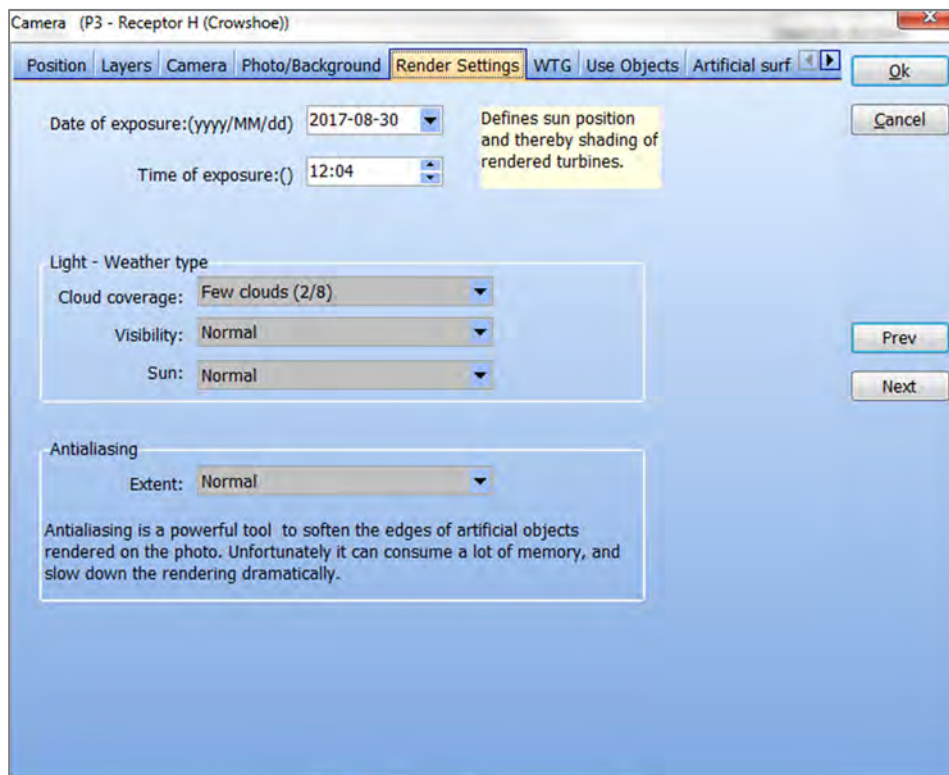 Camera (P3 - Receptor H (Crowshoe))
Position Layers Camera Photo/Background Render Settings WTG Use Objects Artificial surf
Ok
Cancel
Date of exposure:(yyyy/MM/dd) 2017-08-30
Time of exposure:() 12:04
Defines sun position
and thereby shading of
rendered turbines.
Light - Weather type
Cloud coverage: Few clouds (2/8)
Visibility: Normal
Sun: Normal
Prev
Next
Antialiasing
Extent: Normal
Antialiasing is a powerful tool to soften the edges of artificial objects
rendered on the photo. Unfortunately it can consume a lot of memory, and
slow down the rendering dramatically.